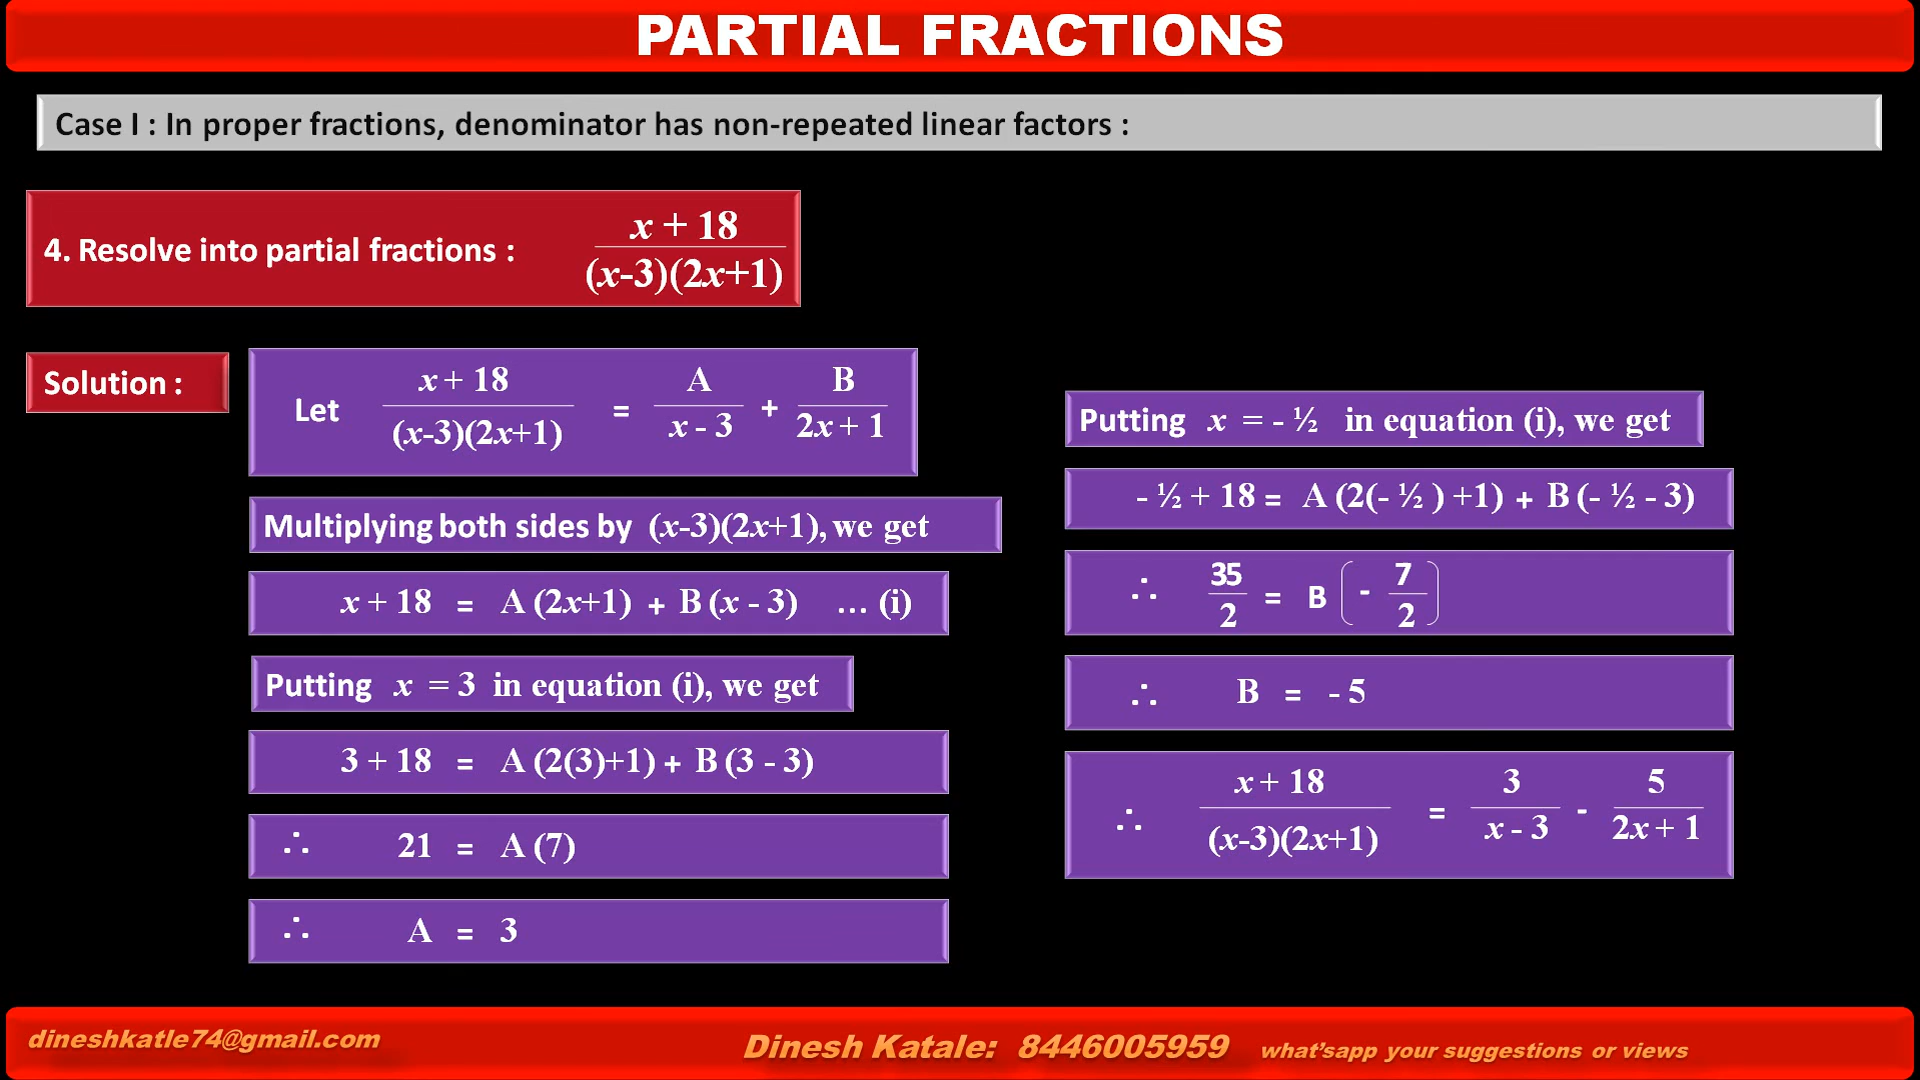 PARTIAL FRACTIONS
Case I : In proper fractions, denominator has non-repeated linear factors :
4. Resolve into partial fractions :
x + 18
(x-3)(2x+1)
Solution :
Let
x + 18
(x-3)(2x+1)
=
A
x - 3
+
B
2x + 1
Multiplying both sides by (x-3)(2x+1), we get
x + 18 = A (2x+1) + B (x - 3) ... (i)
Putting x = 3 in equation (i), we get
3 + 18 = A (2(3)+1) + B (3 - 3)
∴ 21 = A (7)
∴ A = 3
Putting x = - ½ in equation (i), we get
- ½ + 18 = A (2(- ½ ) +1) + B (- ½ - 3)
∴
35
2
= B
( -
7
2
)
∴ B = - 5
∴
x + 18
(x-3)(2x+1)
=
3
x - 3
-
5
2x + 1
dineshkatle74@gmail.com
Dinesh Katale: 8446005959 what'sapp your suggestions or views